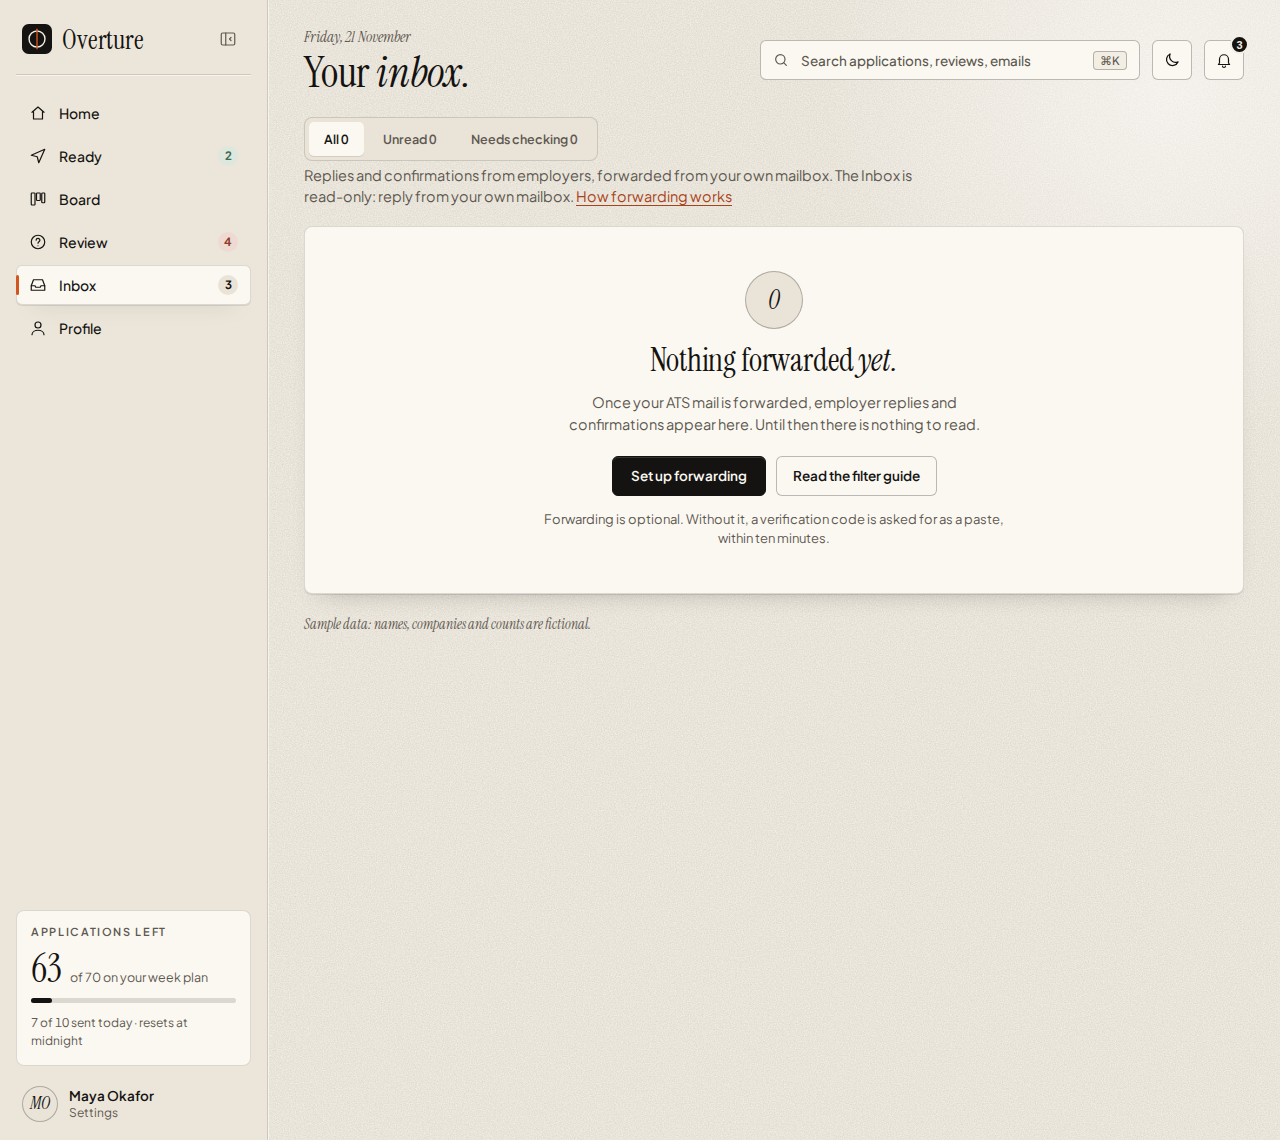 Overture
Home
Ready 2
Board
Review 4
Inbox 3
Profile
APPLICATIONS LEFT
63 of 70 on your week plan
7 of 10 sent today · resets at
midnight
MO
Maya Okafor
Settings
Friday, 21 November
Your inbox.
Search applications, reviews, emails ⌘K
3
All 0 Unread 0 Needs checking 0
Replies and confirmations from employers, forwarded from your own mailbox. The Inbox is
read-only: reply from your own mailbox. How forwarding works
0
Nothing forwarded yet.
Once your ATS mail is forwarded, employer replies and
confirmations appear here. Until then there is nothing to read.
Set up forwarding Read the filter guide
Forwarding is optional. Without it, a verification code is asked for as a paste,
within ten minutes.
Sample data: names, companies and counts are fictional.